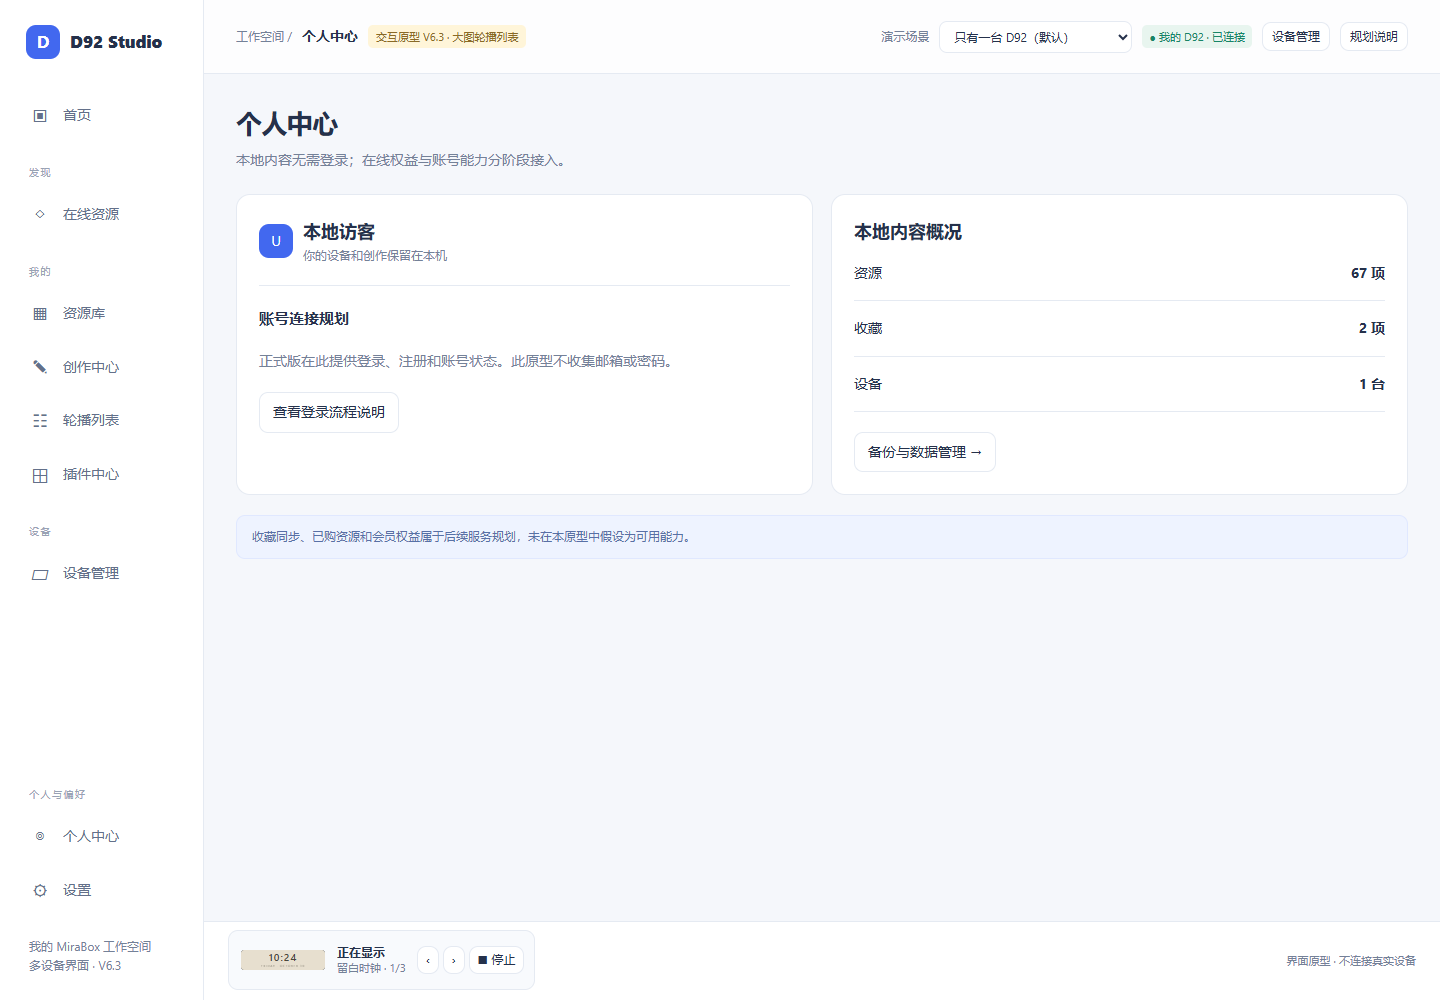 D D92 Studio
首页
发现
在线资源
我的
资源库
创作中心
轮播列表
插件中心
设备
设备管理
个人与偏好
个人中心
设置
我的 MiraBox 工作空间
多设备界面 · V6.3
工作空间 / 个人中心 交互原型 V6.3 · 大图轮播列表
演示场景 只有一台 D92（默认） ● 我的 D92 · 已连接 设备管理 规划说明
个人中心
本地内容无需登录；在线权益与账号能力分阶段接入。
U 本地访客
你的设备和创作保留在本机
账号连接规划
正式版在此提供登录、注册和账号状态。此原型不收集邮箱或密码。
查看登录流程说明
本地内容概况
资源 67 项
收藏 2 项
设备 1 台
备份与数据管理 →
收藏同步、已购资源和会员权益属于后续服务规划，未在本原型中假设为可用能力。
10:24
正在显示
留白时钟 · 1/3
‹ › ■ 停止
界面原型 · 不连接真实设备